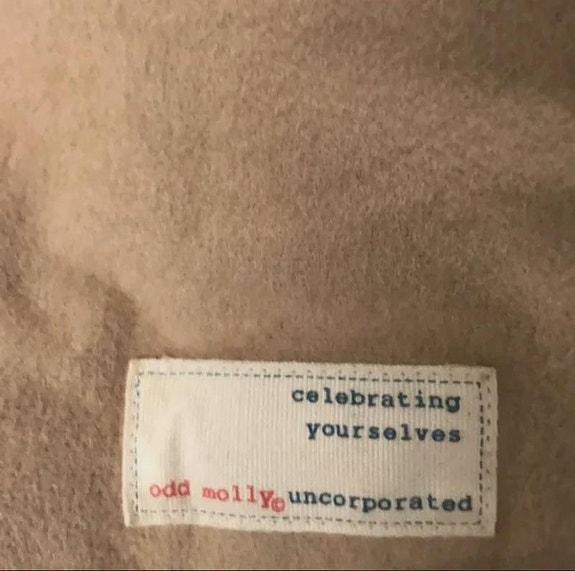 celebrating
yourselves
odd molly© uncorporated